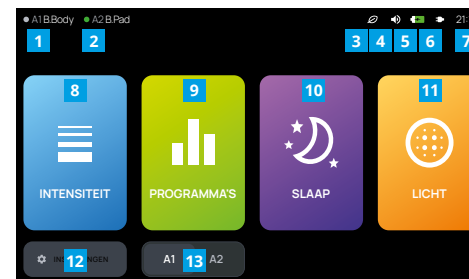 A1 B.Body A2 B.Pad 21:
1 2 3 4 5 6 7
8 9 10 11
INTENSITEIT PROGRAMMA'S SLAAP LICHT
12 A1 13 A2